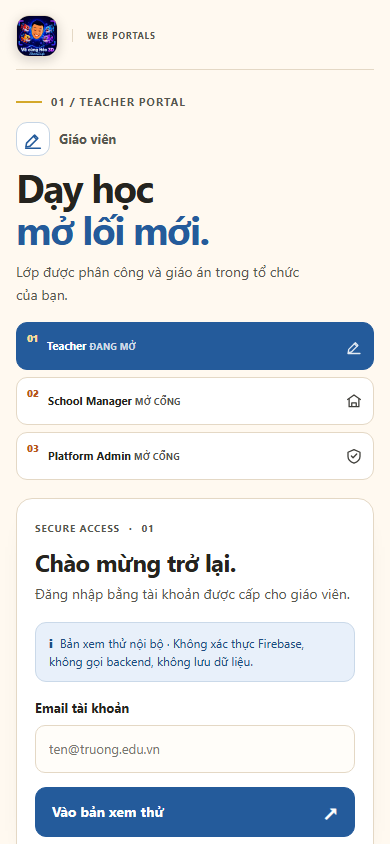 WEB PORTALS
01 / TEACHER PORTAL
Giáo viên
Dạy học
mở lối mới.
Lớp được phân công và giáo án trong tổ chức
của bạn.
01 Teacher ĐANG MỞ
02 School Manager MỞ CỔNG
03 Platform Admin MỞ CỔNG
SECURE ACCESS · 01
Chào mừng trở lại.
Đăng nhập bằng tài khoản được cấp cho giáo viên.
i Bản xem thử nội bộ · Không xác thực Firebase,
không gọi backend, không lưu dữ liệu.
Email tài khoản
ten@truong.edu.vn
Vào bản xem thử ↗